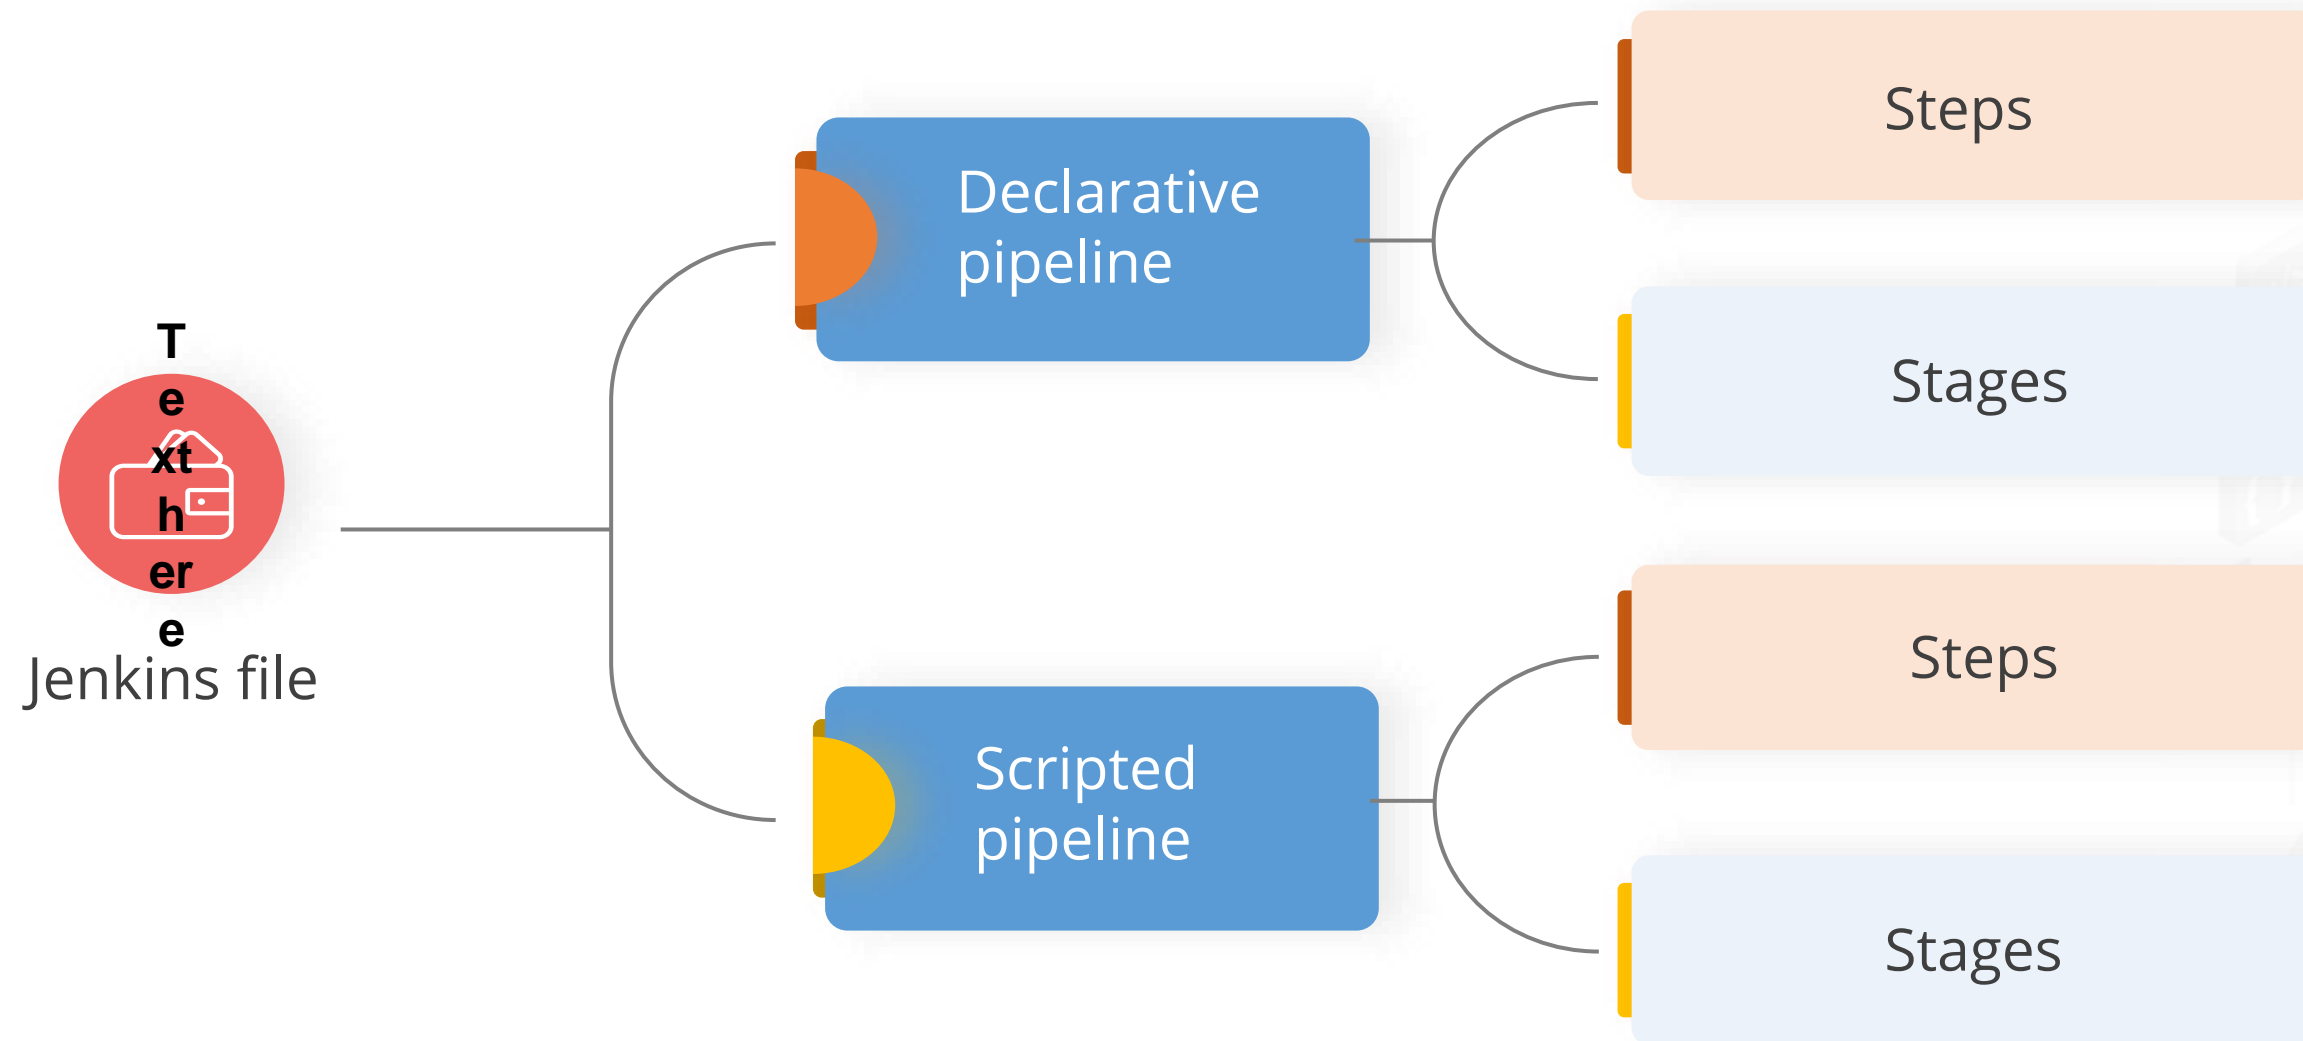 T
e
xt
h
er
e
Jenkins file
Declarative
pipeline
Scripted
pipeline
Steps
Stages
Steps
Stages